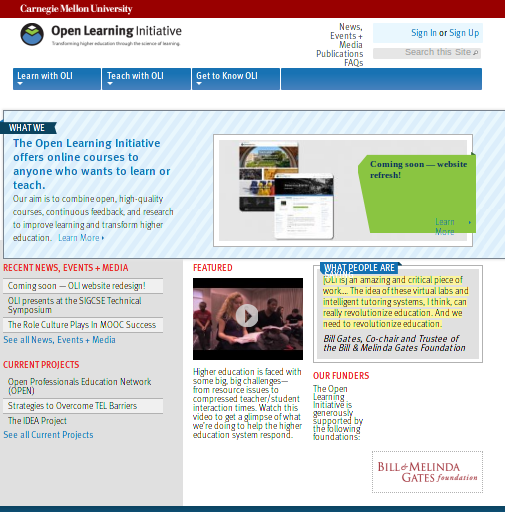 Carnegie Mellon University
Open Learning Initiative
Transforming higher education through the science of learning.
News,
Events +
Media
Publications
FAQs
Sign In or Sign Up
Search this Site
Learn with OLI
Teach with OLI
Get to Know OLI
WHAT WE
The Open Learning Initiative
offers online courses to
anyone who wants to learn or
teach.
Our aim is to combine open, high-quality
courses, continuous feedback, and research
to improve learning and transform higher
education. Learn More
Coming soon — website
refresh!
Learn
More
RECENT NEWS, EVENTS + MEDIA
Coming soon — OLI website redesign!
OLI presents at the SIGCSE Technical
Symposium
The Role Culture Plays In MOOC Success
See all News, Events + Media
CURRENT PROJECTS
Open Professionals Education Network
(OPEN)
Strategies to Overcome TEL Barriers
The IDEA Project
See all Current Projects
FEATURED
Higher education is faced with
some big, big challenges—
from resource issues to
compressed teacher/student
interaction times. Watch this
video to get a glimpse of what
we're doing to help the higher
education system respond.
WHAT PEOPLE ARE
[OLI is] an amazing and critical piece of
work.... The idea of these virtual labs and
intelligent tutoring systems, I think, can
really revolutionize education. And we
need to revolutionize education.
Bill Gates, Co-chair and Trustee of
the Bill & Melinda Gates Foundation
OUR FUNDERS
The Open
Learning
Initiative is
generously
supported by
the following
foundations:
BILL & MELINDA
GATES foundation